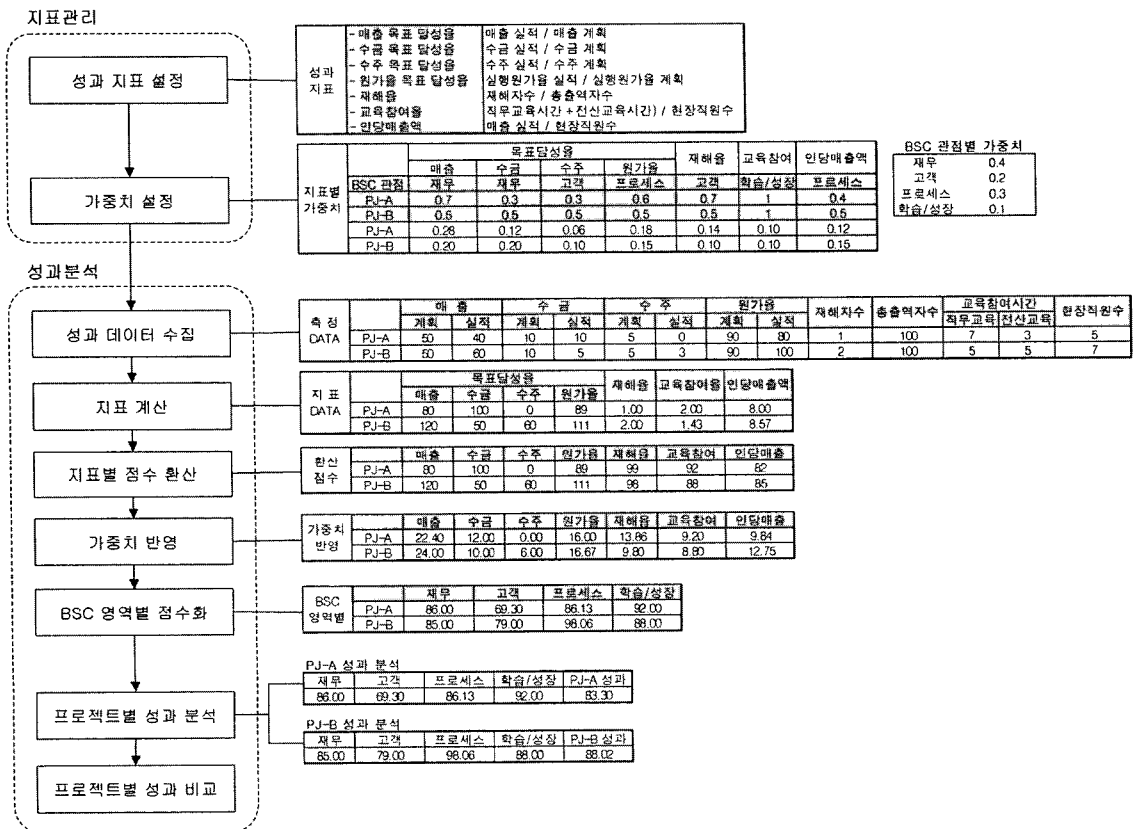 지표관리
성과 지표 설정
가중치 설정
성과 지표
- 매출 목표 달성율 매출 실적 / 매출 계획
- 수금 목표 달성율 수금 실적 / 수금 계획
- 수주 목표 달성율 수주 실적 / 수주 계획
- 원가율 목표 달성율 실행원가율 실적 / 실행원가율 계획
- 재해율 재해자수 / 총출역자수
- 교육참여율 직무교육시간 + 전산교육시간) / 현장직원수
- 인당매출액 매출 실적 / 현장직원수
지표별 가중치
목표달성율 재해율 교육참여 인당매출액
매출 수금 수주 원가율
BSC 관점 재무 재무 고객 프로세스 고객 학습/성장 프로세스
PJ-A 0.7 0.3 0.3 0.6 0.7 1 0.4
PJ-B 0.5 0.5 0.5 0.5 0.5 1 0.5
PJ-A 0.28 0.12 0.06 0.18 0.14 0.10 0.12
PJ-B 0.20 0.20 0.10 0.15 0.10 0.10 0.15
BSC 관점별 가중치
재무 0.4
고객 0.2
프로세스 0.3
학습/성장 0.1
성과분석
성과 데이터 수집
측 정 DATA
매 출 수 금 수 주 원가율 재해자수 총출역자수 교육참여시간 현장직원수
계획 실적 계획 실적 계획 실적 계획 실적 직무교육 전산교육
PJ-A 50 40 10 10 5 0 90 80 1 100 7 3 5
PJ-B 50 60 10 5 5 3 90 100 2 100 5 5 7
지표 계산
지 표 DATA
목표달성율 재해율 교육참여율 인당매출액
매출 수금 수주 원가율
PJ-A 80 100 0 89 1.00 2.00 8.00
PJ-B 120 50 60 111 2.00 1.43 8.57
지표별 점수 환산
환산 점수
매출 수금 수주 원가율 재해율 교육참여 인당매출
PJ-A 80 100 0 89 99 92 82
PJ-B 120 50 60 111 98 88 85
가중치 반영
가중치 반영
매출 수금 수주 원가율 재해율 교육참여 인당매출
PJ-A 22.40 12.00 0.00 16.00 13.86 9.20 9.84
PJ-B 24.00 10.00 6.00 16.67 9.80 8.80 12.75
BSC 영역별 점수화
BSC 영역별
재무 고객 프로세스 학습/성장
PJ-A 86.00 69.30 86.13 92.00
PJ-B 85.00 79.00 98.06 88.00
프로젝트별 성과 분석
PJ-A 성과 분석
재무 고객 프로세스 학습/성장 PJ-A 성과
86.00 69.30 86.13 92.00 83.30
PJ-B 성과 분석
재무 고객 프로세스 학습/성장 PJ-B 성과
85.00 79.00 98.06 88.00 88.02
프로젝트별 성과 비교